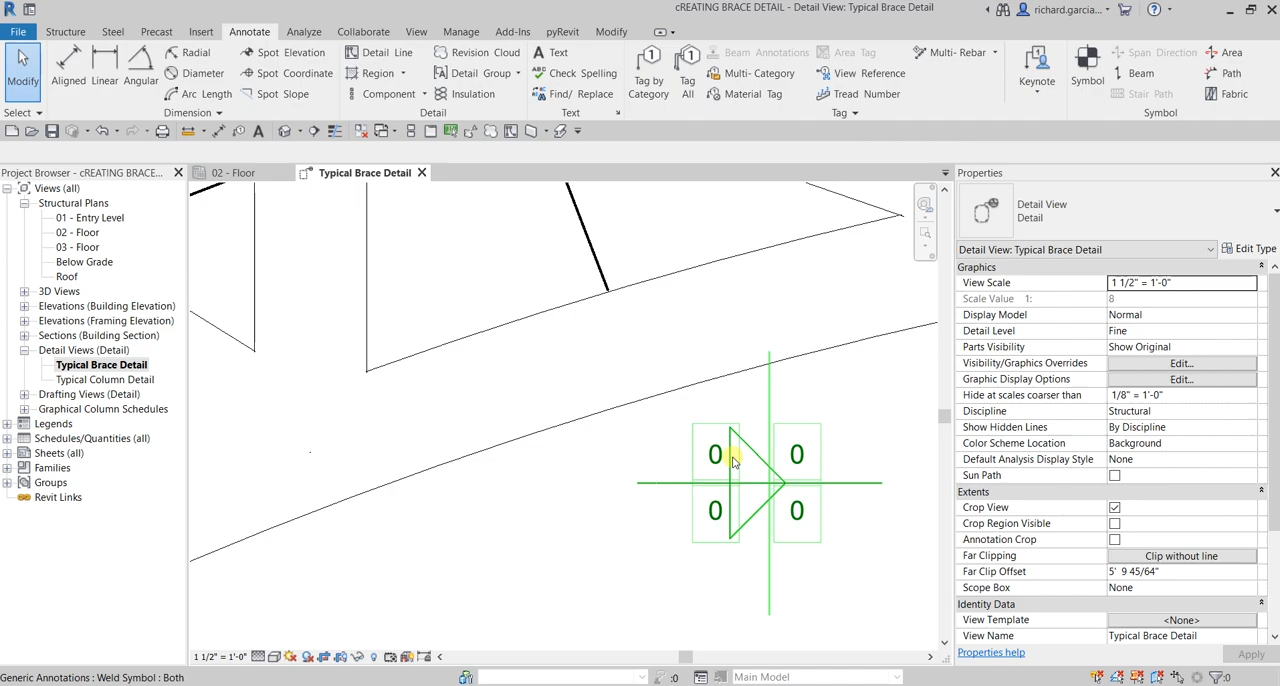 cREATING BRACE DETAIL - Detail View: Typical Brace Detail
richard.garcia...
File Structure Steel Precast Insert Annotate Analyze Collaborate View Manage Add-Ins pyRevit Modify
Modify
Select
Aligned Linear Angular
Radial
Diameter
Arc Length
Spot Elevation
Spot Coordinate
Spot Slope
Dimension
Detail Line
Region
Component
Revision Cloud
Detail Group
Insulation
Detail
Text
Check Spelling
Find/ Replace
Text
Tag by Category
Tag All
Beam Annotations
Multi- Category
Material Tag
Area Tag
View Reference
Tread Number
Multi- Rebar
Tag
Keynote
Symbol
Span Direction
Beam
Stair Path
Area
Path
Fabric
Symbol
Project Browser - cREATING BRACE...
02 - Floor
Typical Brace Detail
Views (all)
Structural Plans
01 - Entry Level
02 - Floor
03 - Floor
Below Grade
Roof
3D Views
Elevations (Building Elevation)
Elevations (Framing Elevation)
Sections (Building Section)
Detail Views (Detail)
Typical Brace Detail
Typical Column Detail
Drafting Views (Detail)
Graphical Column Schedules
Legends
Schedules/Quantities (all)
Sheets (all)
Families
Groups
Revit Links
0 0
0 0
Properties
Detail View
Detail
Detail View: Typical Brace Detail Edit Type
Graphics
View Scale 1 1/2" = 1'-0"
Scale Value 1: 8
Display Model Normal
Detail Level Fine
Parts Visibility Show Original
Visibility/Graphics Overrides Edit...
Graphic Display Options Edit...
Hide at scales coarser than 1/8" = 1'-0"
Discipline Structural
Show Hidden Lines By Discipline
Color Scheme Location Background
Default Analysis Display Style None
Sun Path
Extents
Crop View
Crop Region Visible
Annotation Crop
Far Clipping Clip without line
Far Clip Offset 5' 9 45/64"
Scope Box None
Identity Data
View Template <None>
View Name Typical Brace Detail
Properties help Apply
1 1/2" = 1'-0"
Generic Annotations : Weld Symbol : Both
:0
Main Model
:0